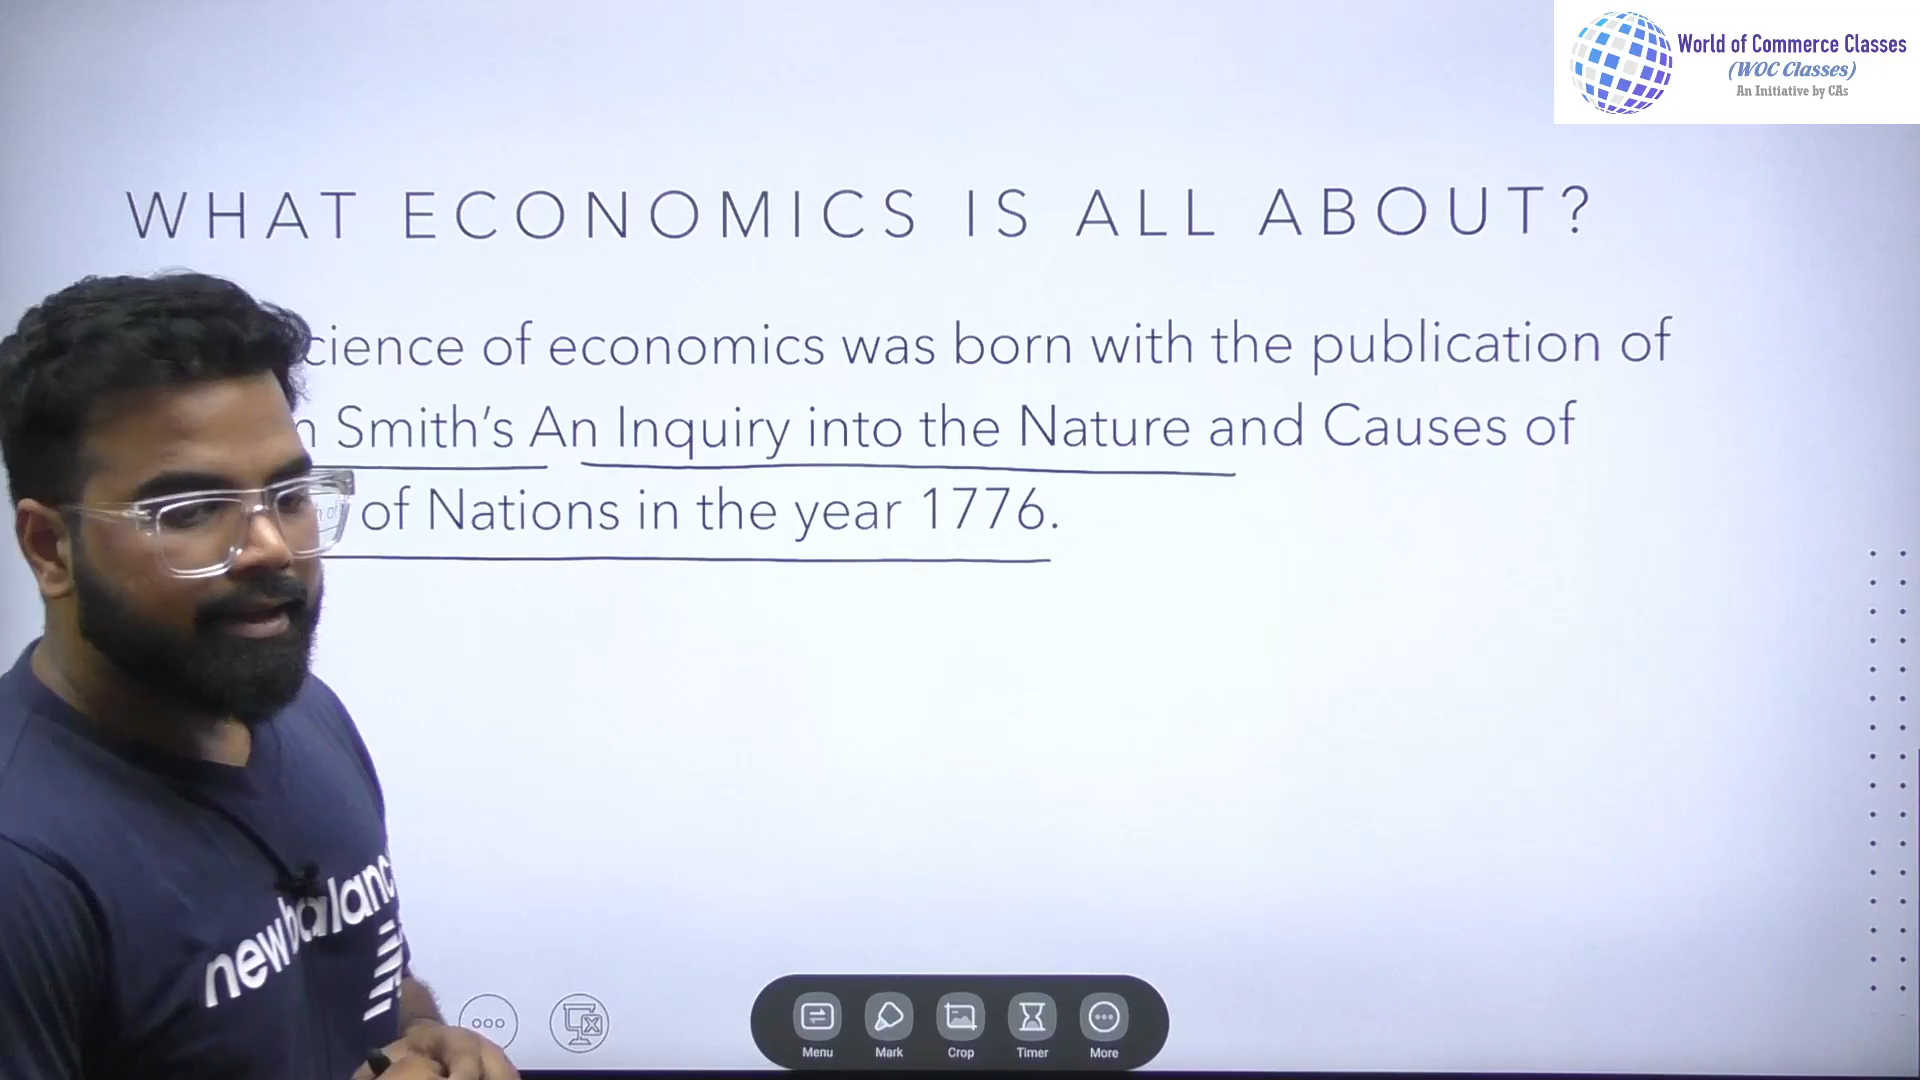 World of Commerce Classes
(WOC Classes)
An Initiative by CAs
WHAT ECONOMICS IS ALL ABOUT?
cience of economics was born with the publication of
Smith's An Inquiry into the Nature and Causes of
of Nations in the year 1776.
newbalanc
Menu Mark Crop Timer More